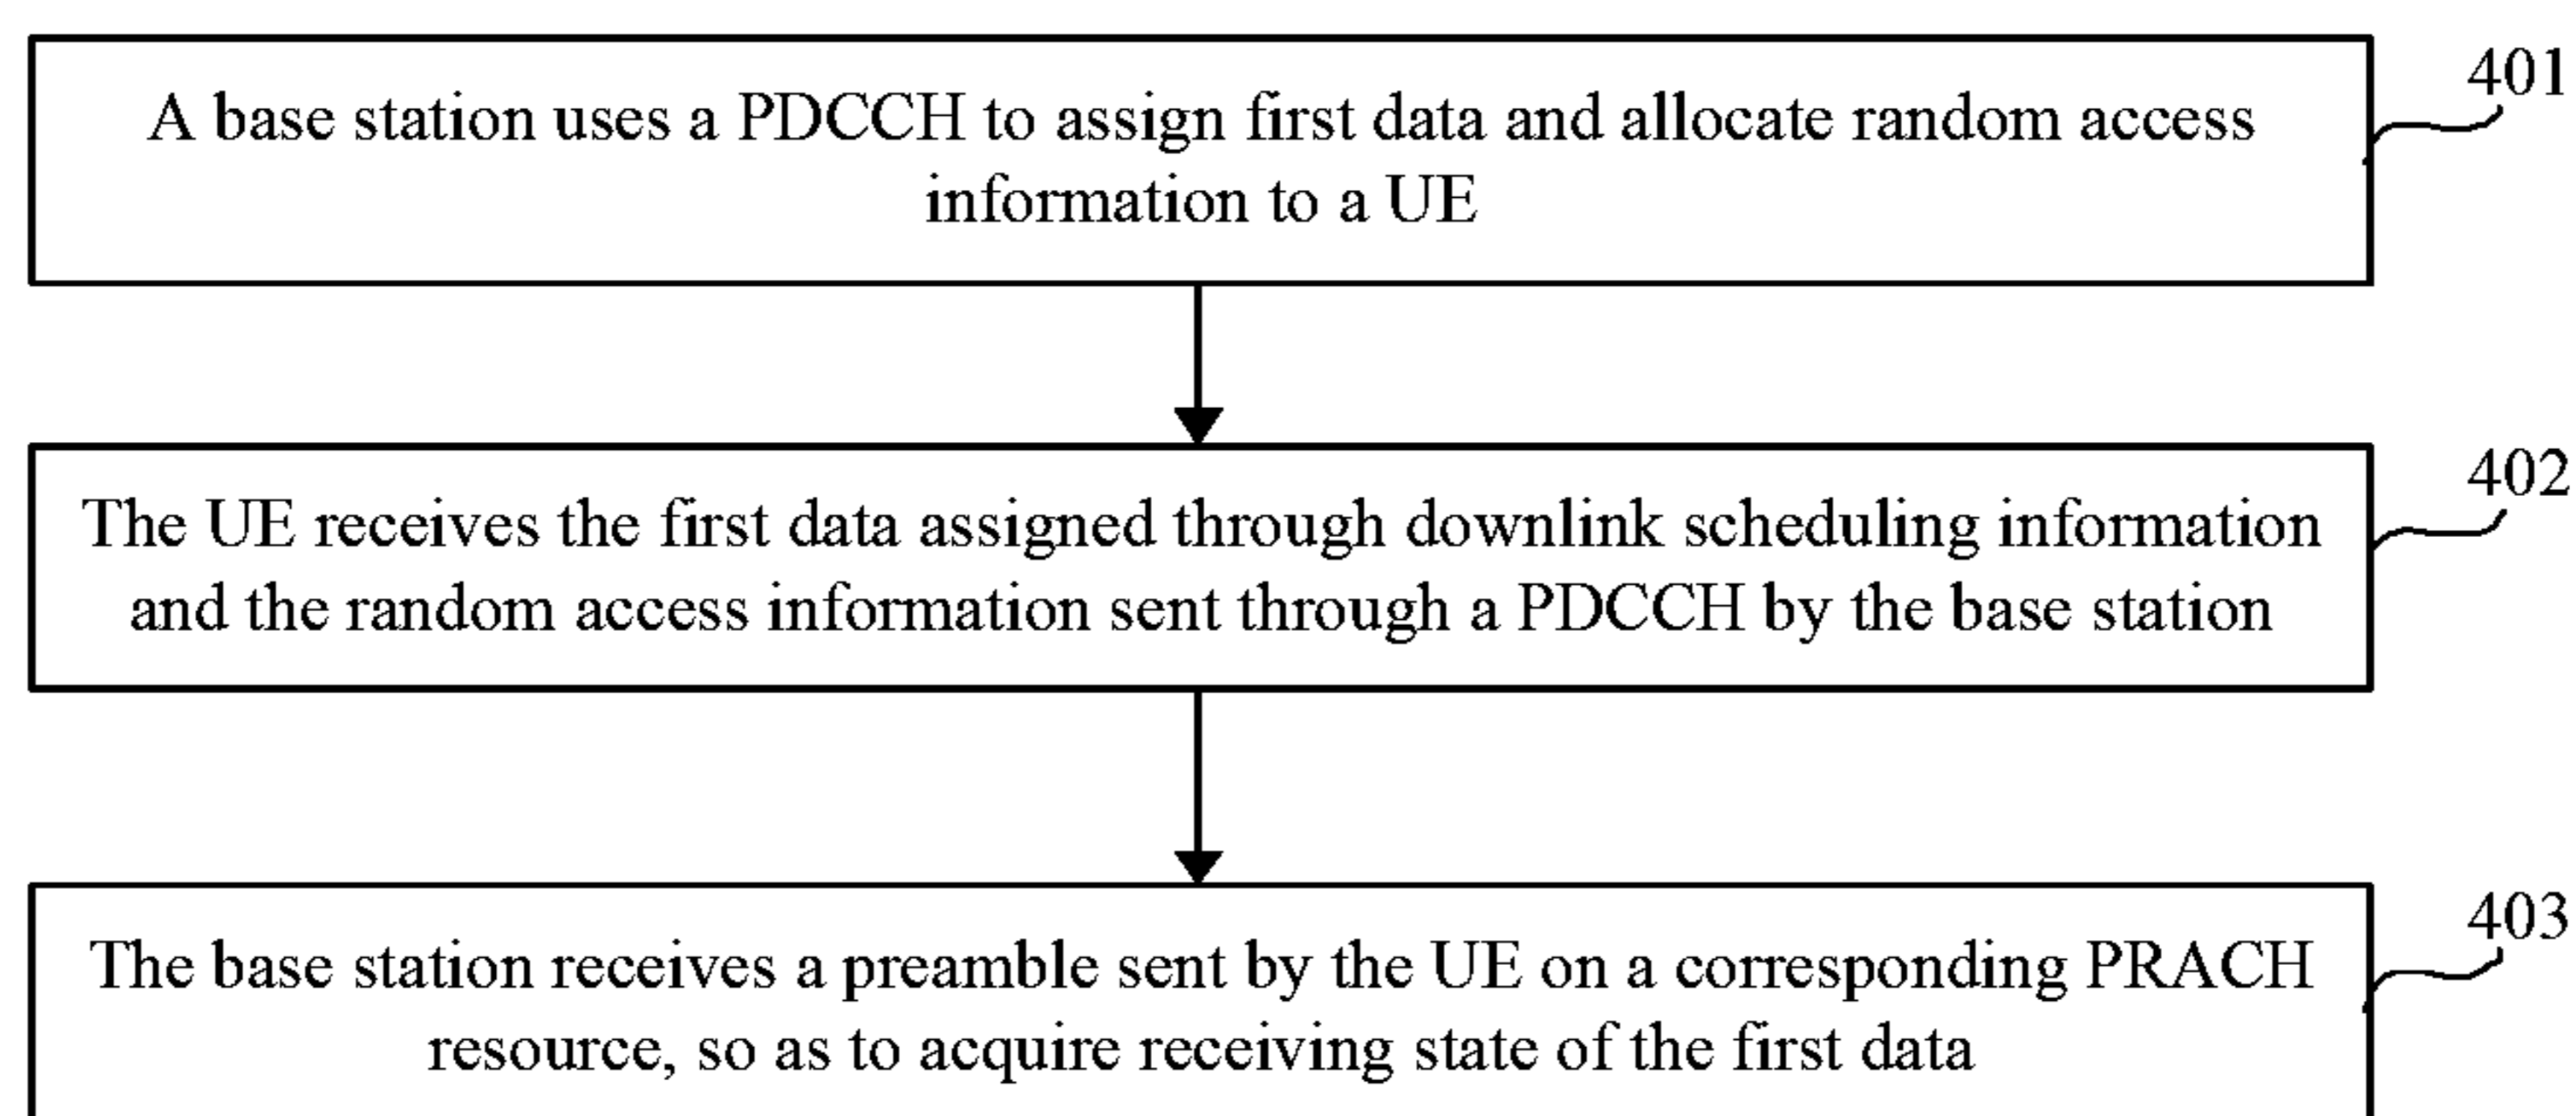 A base station uses a PDCCH to assign first data and allocate random access
information to a UE
401
The UE receives the first data assigned through downlink scheduling information
and the random access information sent through a PDCCH by the base station
402
The base station receives a preamble sent by the UE on a corresponding PRACH
resource, so as to acquire receiving state of the first data
403